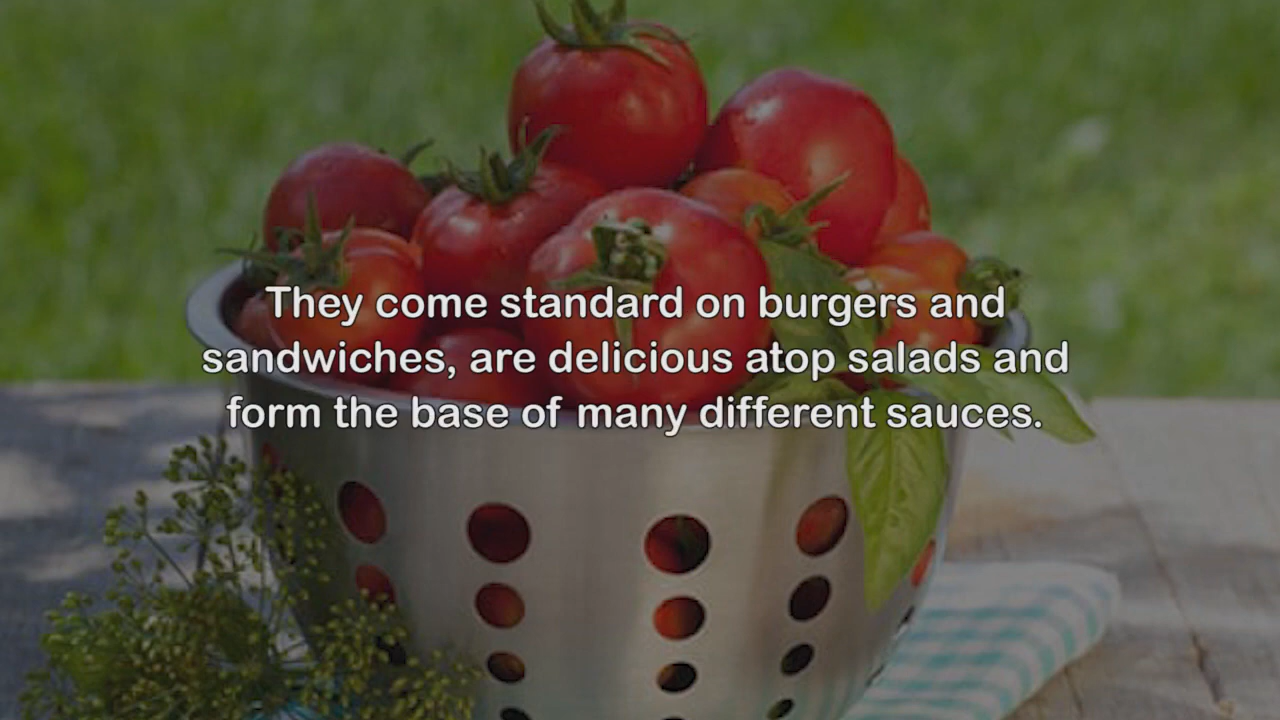 They come standard on burgers and
sandwiches, are delicious atop salads and
form the base of many different sauces.